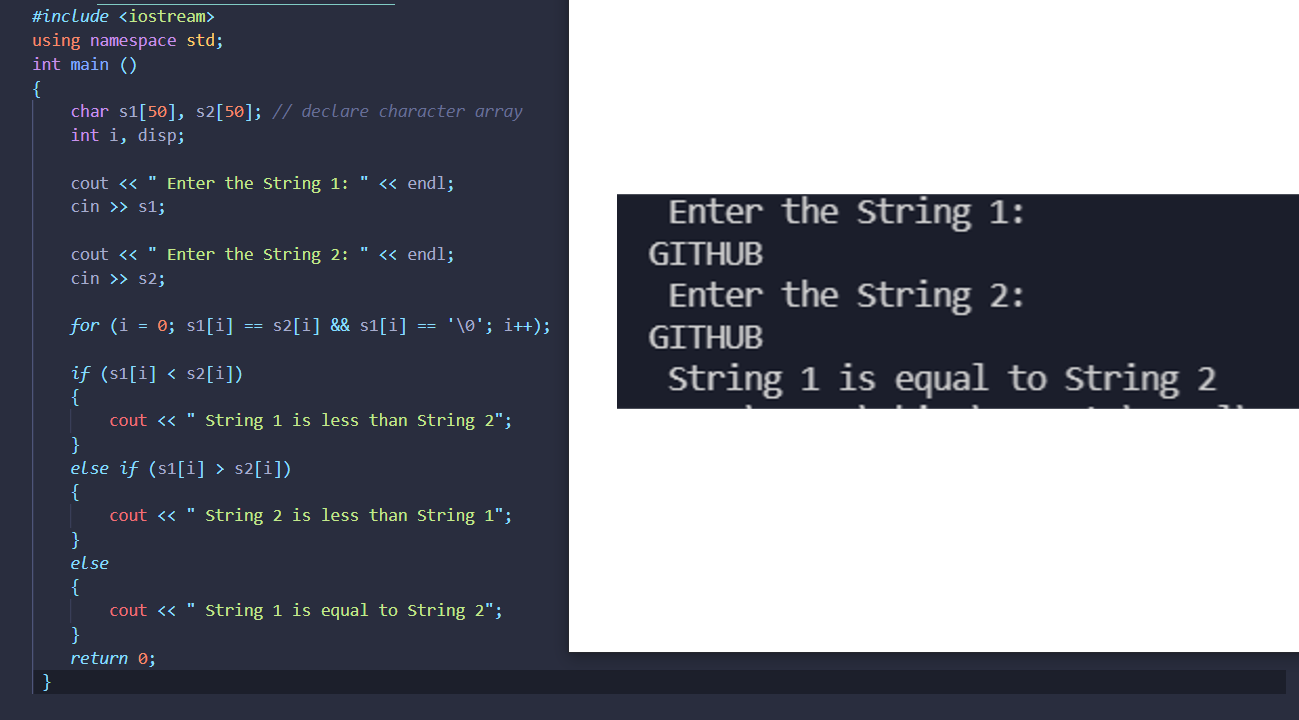 #include <iostream>
using namespace std;
int main ()
{
    char s1[50], s2[50]; // declare character array
    int i, disp;

    cout << " Enter the String 1: " << endl;
    cin >> s1;

    cout << " Enter the String 2: " << endl;
    cin >> s2;

    for (i = 0; s1[i] == s2[i] && s1[i] == '\0'; i++);

    if (s1[i] < s2[i])
    {
        cout << " String 1 is less than String 2";
    }
    else if (s1[i] > s2[i])
    {
        cout << " String 2 is less than String 1";
    }
    else
    {
        cout << " String 1 is equal to String 2";
    }
    return 0;
 }
 Enter the String 1:
GITHUB
 Enter the String 2:
GITHUB
 String 1 is equal to String 2